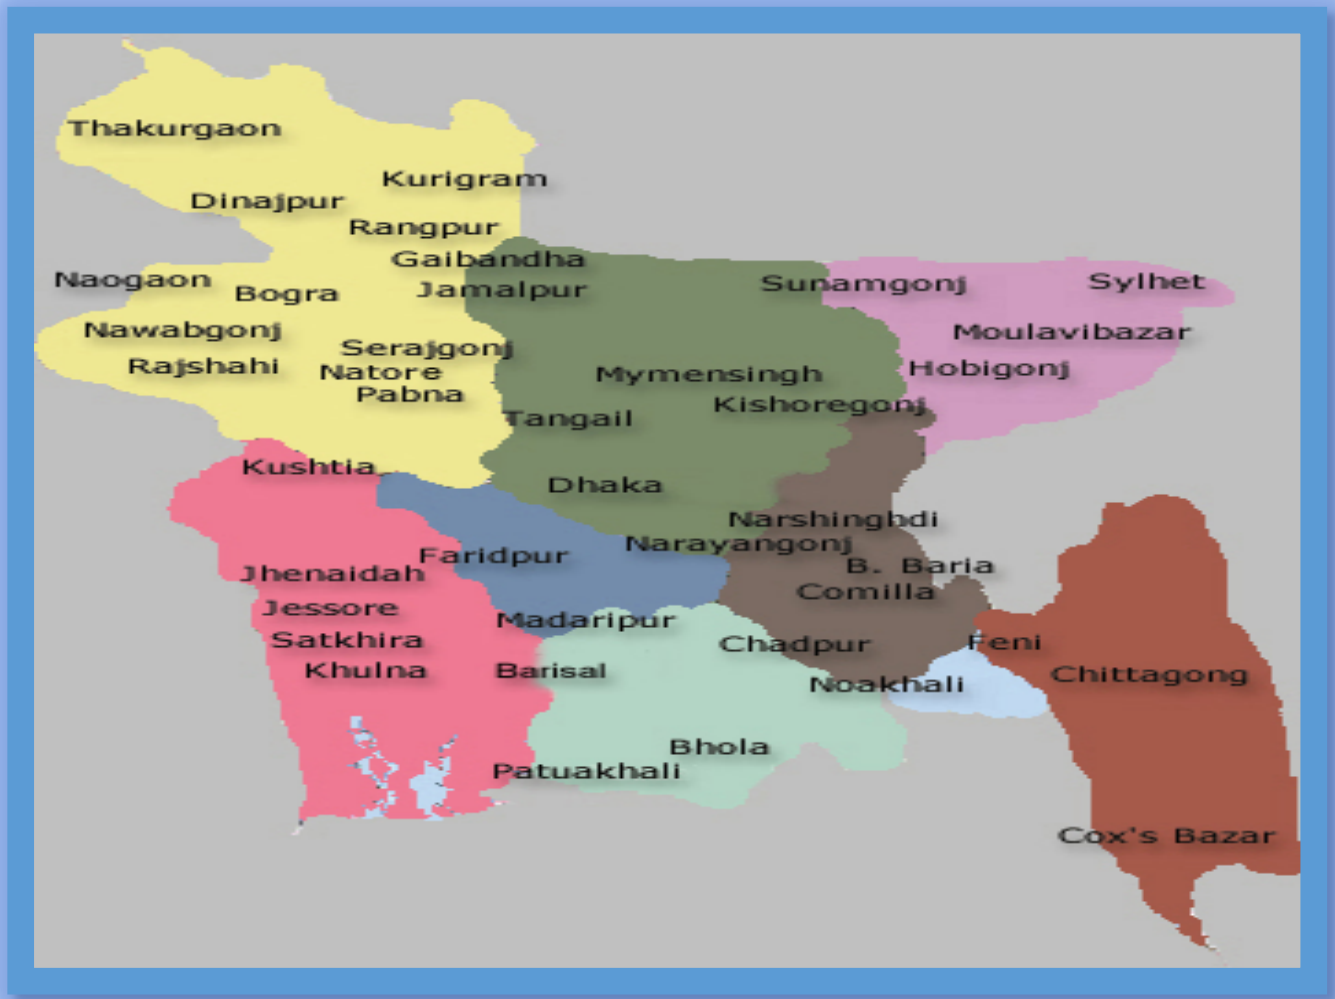 Thakurgaon
Kurigram
Dinajpur
Rangpur
Gaibandha
Naogaon
Bogra
Jamalpur
Sunamgonj
Sylhet
Nawabgonj
Moulavibazar
Serajgonj
Rajshahi
Natore
Mymensingh
Hobigonj
Pabna
Kishoregonj
Tangail
Kushtia
Dhaka
Narshinghdi
Narayangonj
Faridpur
B. Baria
Jhenaidah
Comilla
Jessore
Madaripur
Satkhira
Chadpur
Feni
Khulna
Barisal
Noakhali
Chittagong
Bhola
Patuakhali
Cox's Bazar